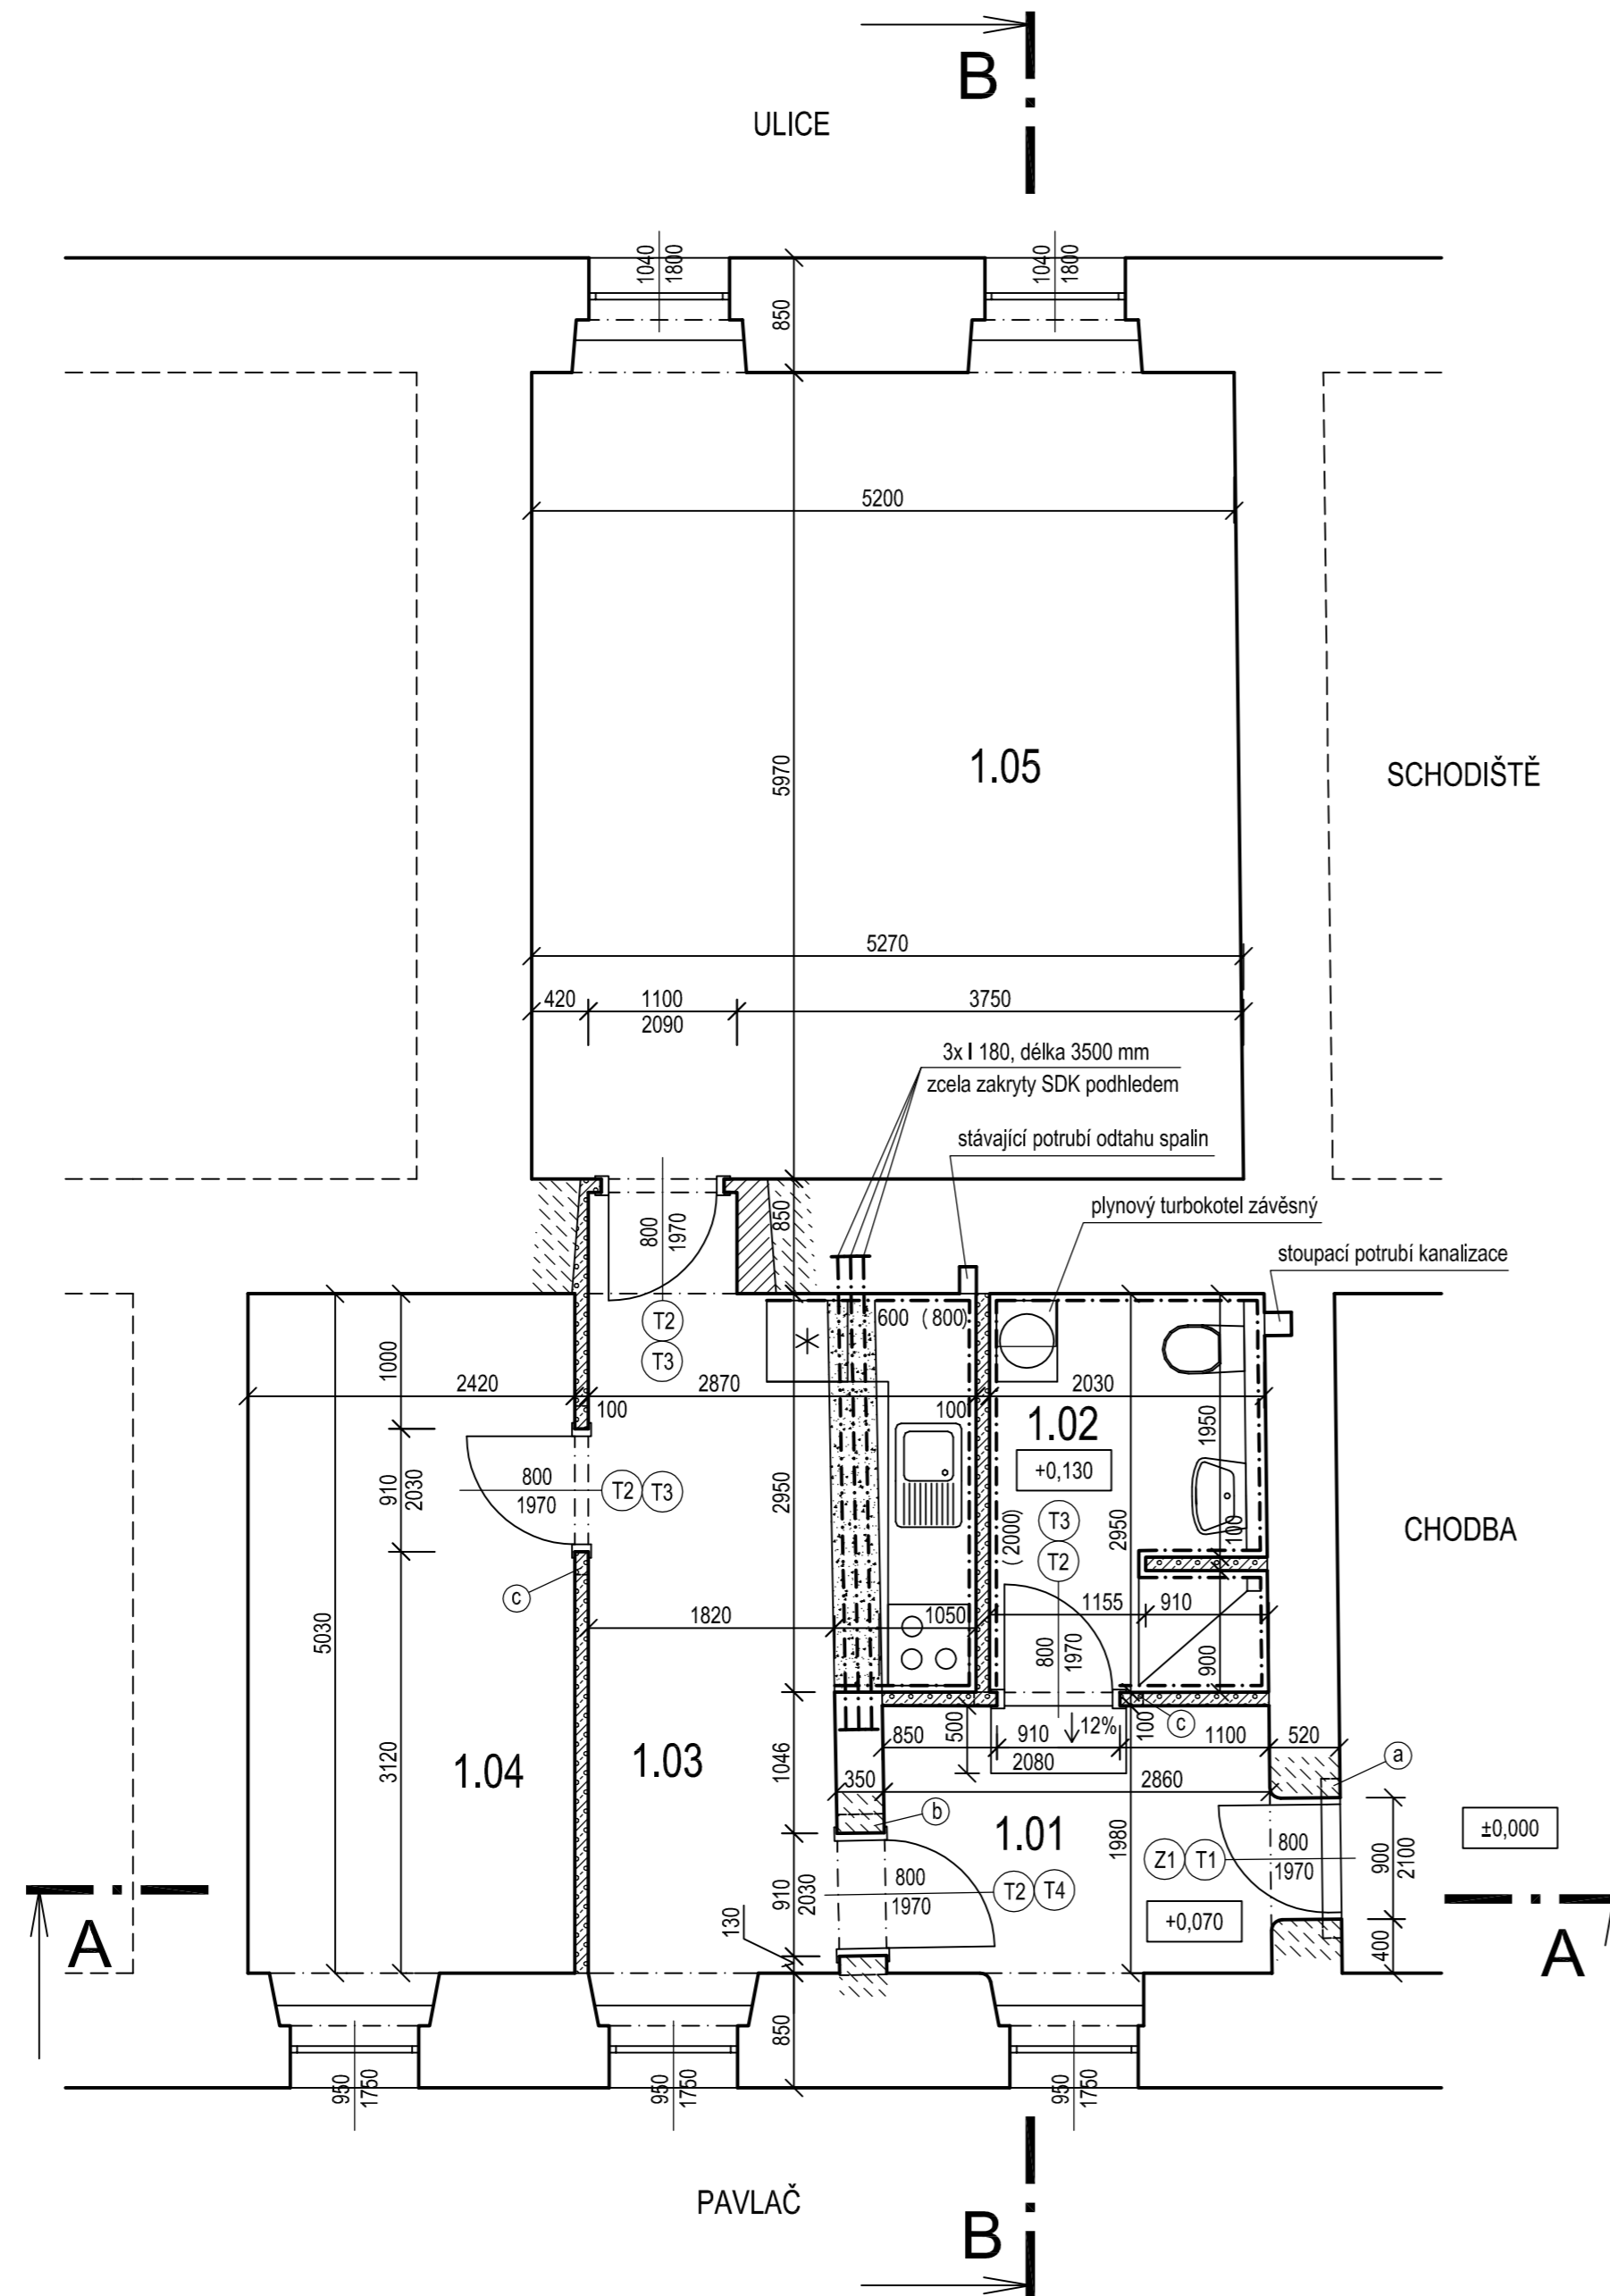 B
ULICE
1040
1800
1040
1800
850
5200
5970
1.05
SCHODIŠTĚ
5270
420
1100
3750
2090
3x I 180, délka 3500 mm
zcela zakryty SDK podhledem
stávající potrubí odtahu spalin
plynový turbokotel závěsný
stoupací potrubí kanalizace
850
800
1970
T2
T3
600 (800)
1000
2420
100
2870
100
2030
1.02
+0,130
1950
910
2030
800
1970
T2
T3
2950
(2000)
T3
T2
2950
100
CHODBA
c
5030
1820
1050
1155
910
800
1970
900
3120
1.04
1.03
1046
850
500
910
2080
12%
100
c
1100
520
a
350
2860
b
1.01
1980
±0,000
Z1
T1
800
1970
900
2100
910
2030
800
1970
T2
T4
+0,070
130
400
A
A
850
950
1750
950
1750
950
1750
PAVLAČ
B